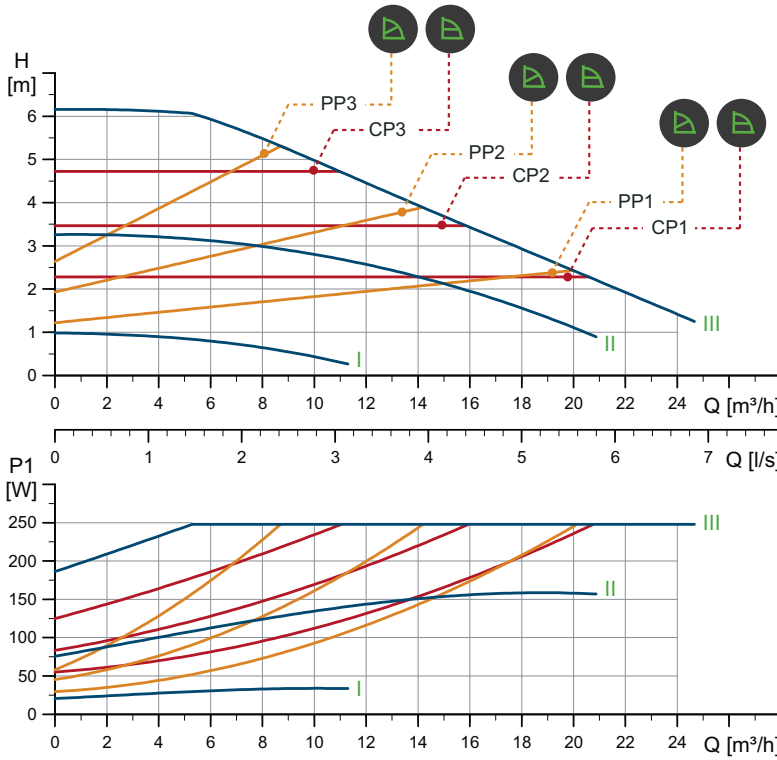 H
[m]
PP3
CP3
PP2
CP2
PP1
CP1
6
5
4
3
2
1
0
I
II
III
0 2 4 6 8 10 12 14 16 18 20 22 24 Q [m³/h]
0 1 2 3 4 5 6 7 Q [l/s]
P1
[W]
250
200
150
100
50
0
III
II
I
0 2 4 6 8 10 12 14 16 18 20 22 24 Q [m³/h]